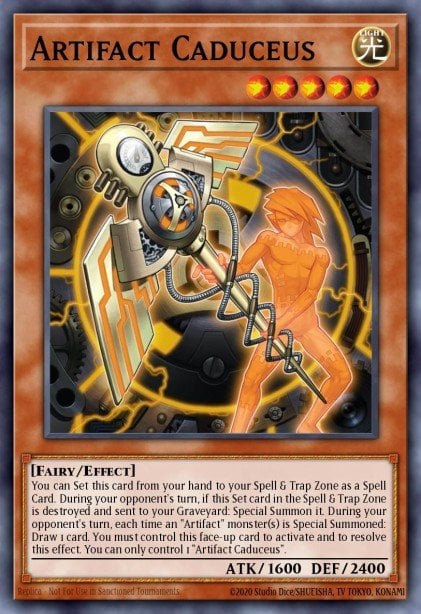 Artifact Caduceus
LIGHT
光
[Fairy/Effect]
You can Set this card from your hand to your Spell & Trap Zone as a Spell
Card. During your opponent's turn, if this Set card in the Spell & Trap Zone
is destroyed and sent to your Graveyard: Special Summon it. During your
opponent's turn, each time an "Artifact" monster(s) is Special Summoned:
Draw 1 card. You must control this face-up card to activate and to resolve
this effect. You can only control 1 "Artifact Caduceus".
ATK/1600 DEF/2400
Replica - Not For Use in Sanctioned Tournaments
©2020 Studio Dice/SHUEISHA, TV TOKYO, KONAMI